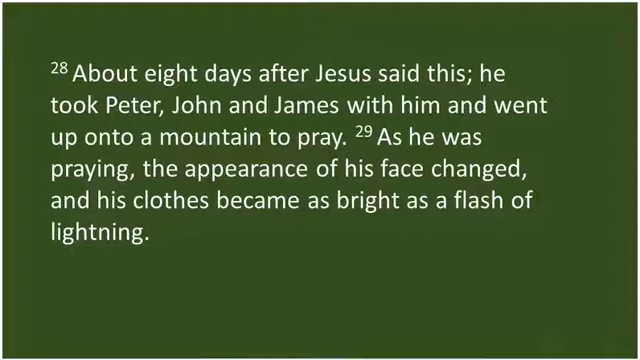 28 About eight days after Jesus said this; he
took Peter, John and James with him and went
up onto a mountain to pray. 29 As he was
praying, the appearance of his face changed,
and his clothes became as bright as a flash of
lightning.